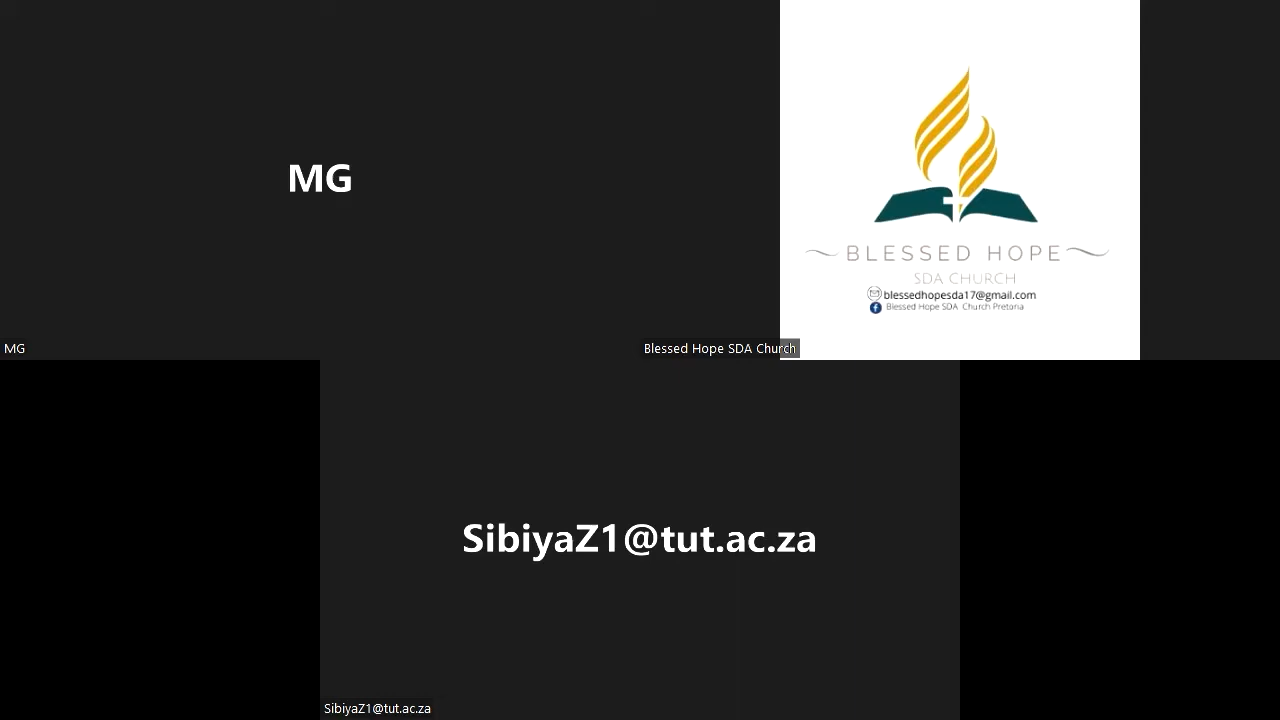 MG
MG
BLESSED HOPE
SDA CHURCH
blessedhopesda17@gmail.com
Blessed Hope SDA Church Pretoria
Blessed Hope SDA Church
SibiyaZ1@tut.ac.za
SibiyaZ1@tut.ac.za